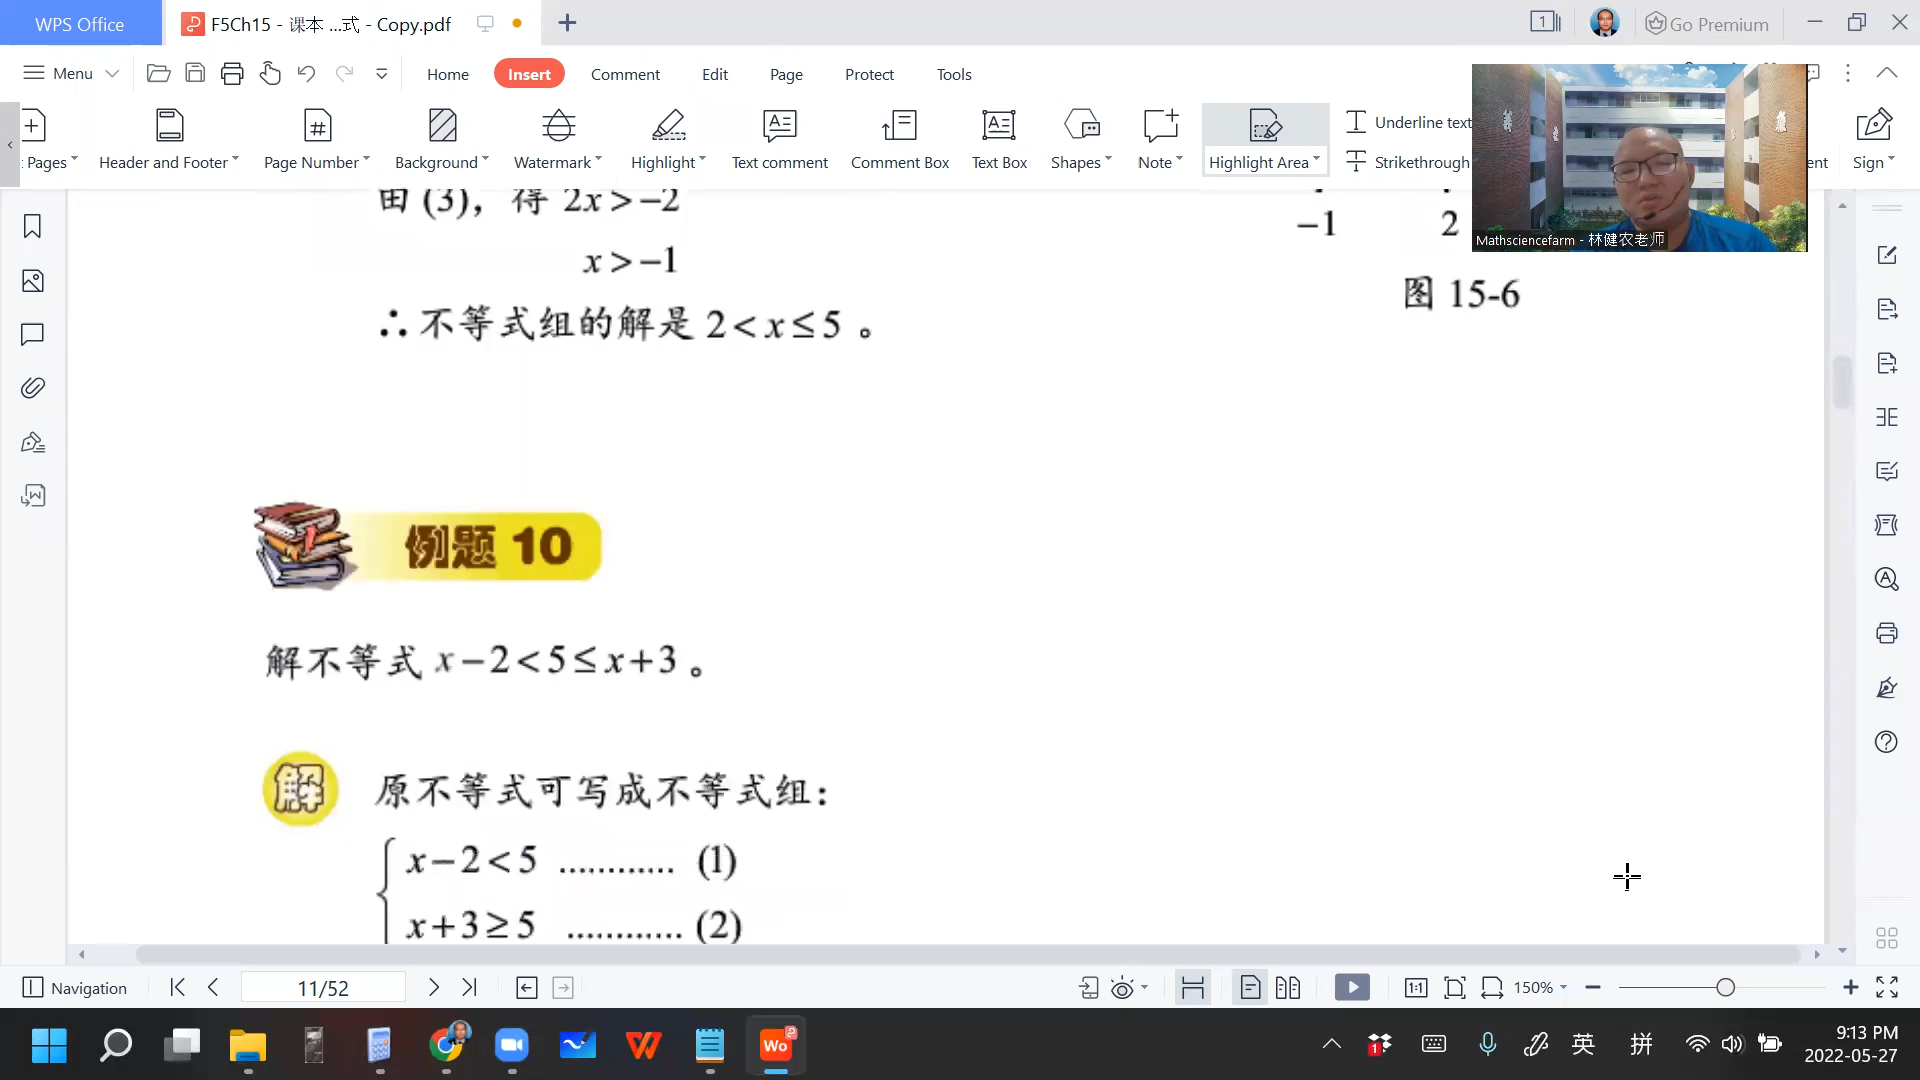 WPS Office
F5Ch15 - 课本 ...式 - Copy.pdf
1
Go Premium
Menu
Home
Insert
Comment
Edit
Page
Protect
Tools
Pages
Header and Footer
Page Number
Background
Watermark
Highlight
Text comment
Comment Box
Text Box
Shapes
Note
Highlight Area
Underline text
Strikethrough
Sign
Mathsciencefarm - 林健农老师
由 (3)，得 2x>−2
x>−1
∴ 不等式组的解是 2<x≤5 。
−1 2
图 15-6
例题 10
解不等式 x−2<5≤x+3 。
解 原不等式可写成不等式组：
x−2<5 ............ (1)
x+3≥5 ............ (2)
Navigation
11/52
1:1
150%
Wo
1
英
拼
9:13 PM
2022-05-27